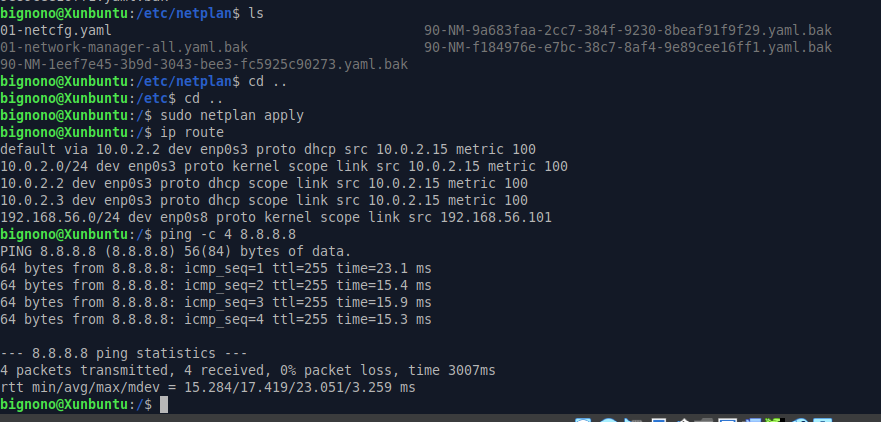 bignono@Xunbuntu:/etc/netplan$ ls
01-netcfg.yaml 90-NM-9a683faa-2cc7-384f-9230-8beaf91f9f29.yaml.bak
01-network-manager-all.yaml.bak 90-NM-f184976e-e7bc-38c7-8af4-9e89cee16ff1.yaml.bak
90-NM-1eef7e45-3b9d-3043-bee3-fc5925c90273.yaml.bak
bignono@Xunbuntu:/etc/netplan$ cd ..
bignono@Xunbuntu:/etc$ cd ..
bignono@Xunbuntu:/$ sudo netplan apply
bignono@Xunbuntu:/$ ip route
default via 10.0.2.2 dev enp0s3 proto dhcp src 10.0.2.15 metric 100
10.0.2.0/24 dev enp0s3 proto kernel scope link src 10.0.2.15 metric 100
10.0.2.2 dev enp0s3 proto dhcp scope link src 10.0.2.15 metric 100
10.0.2.3 dev enp0s3 proto dhcp scope link src 10.0.2.15 metric 100
192.168.56.0/24 dev enp0s8 proto kernel scope link src 192.168.56.101
bignono@Xunbuntu:/$ ping -c 4 8.8.8.8
PING 8.8.8.8 (8.8.8.8) 56(84) bytes of data.
64 bytes from 8.8.8.8: icmp_seq=1 ttl=255 time=23.1 ms
64 bytes from 8.8.8.8: icmp_seq=2 ttl=255 time=15.4 ms
64 bytes from 8.8.8.8: icmp_seq=3 ttl=255 time=15.9 ms
64 bytes from 8.8.8.8: icmp_seq=4 ttl=255 time=15.3 ms
--- 8.8.8.8 ping statistics ---
4 packets transmitted, 4 received, 0% packet loss, time 3007ms
rtt min/avg/max/mdev = 15.284/17.419/23.051/3.259 ms
bignono@Xunbuntu:/$